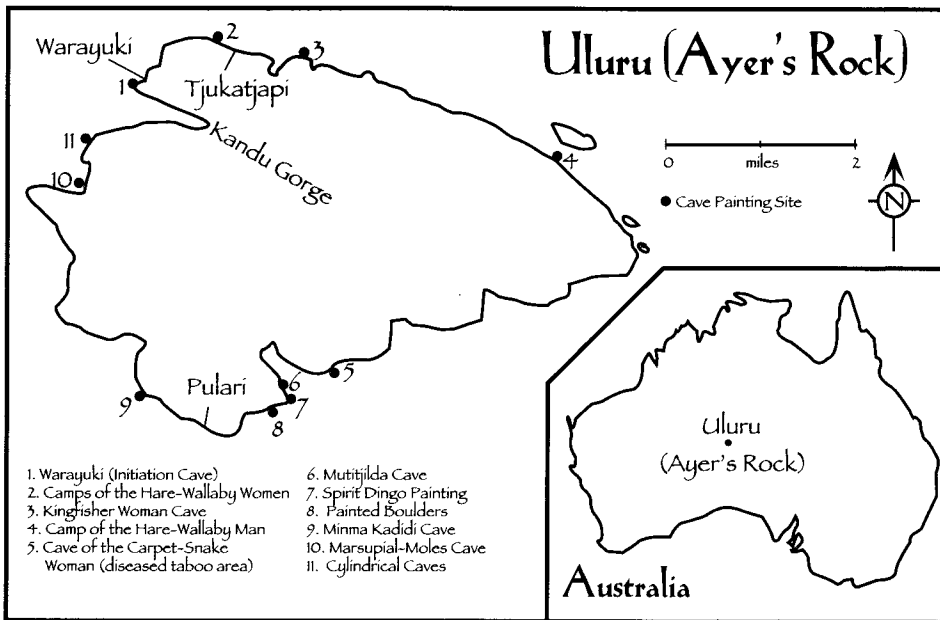 Uluru (Ayer's Rock)
Warayuki
2
3
1
Tjukatjapi
Kandu Gorge
11
10
4
0
miles
2
Cave Painting Site
N
Pulari
9
6
5
7
8
1. Warayuki (Initiation Cave)
2. Camps of the Hare-Wallaby Women
3. Kingfisher Woman Cave
4. Camp of the Hare-Wallaby Man
5. Cave of the Carpet-Snake
Woman (diseased taboo area)
6. Mutitjilda Cave
7. Spirit Dingo Painting
8. Painted Boulders
9. Minma Kadidi Cave
10. Marsupial-Moles Cave
11. Cylindrical Caves
Uluru
(Ayer's Rock)
Australia